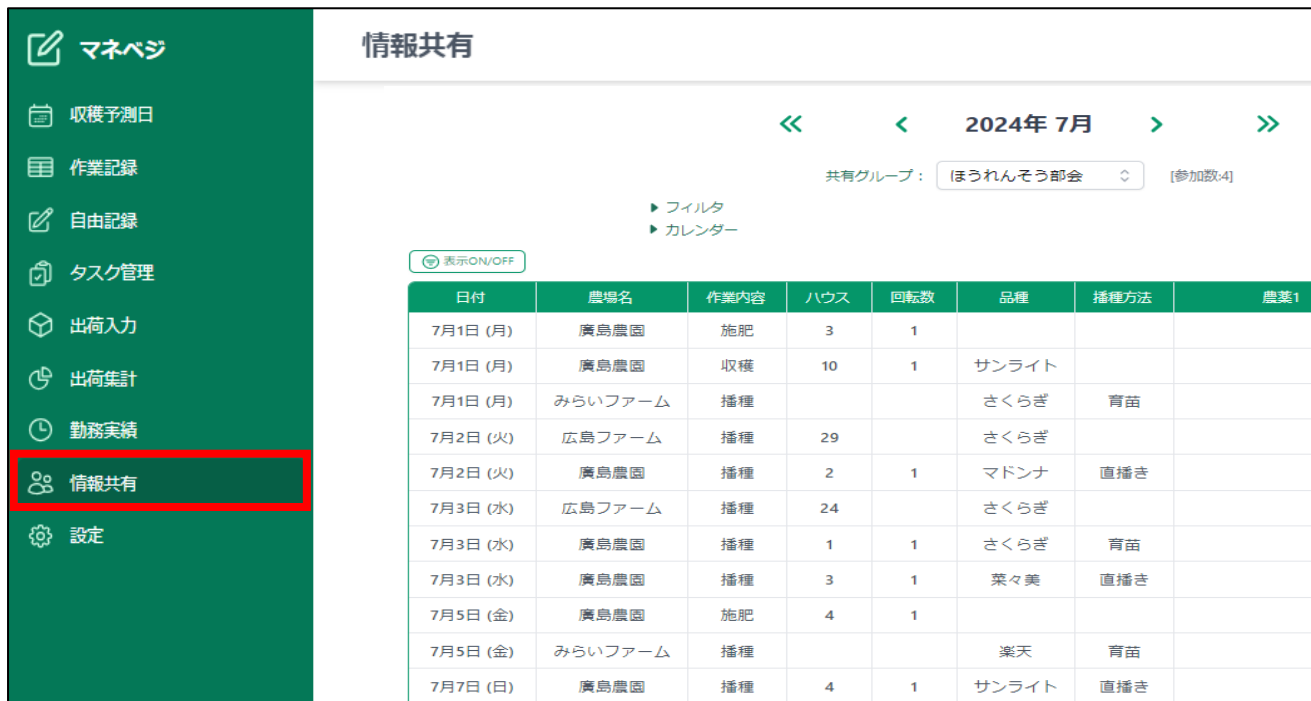 マネベジ
収穫予測日
作業記録
自由記録
タスク管理
出荷入力
出荷集計
勤務実績
情報共有
設定
情報共有
2024年 7月
共有グループ： ほうれんそう部会 [参加数:4]
フィルタ
カレンダー
表示ON/OFF
日付 農場名 作業内容 ハウス 回転数 品種 播種方法 農薬1
7月1日 (月) 廣島農園 施肥 3 1
7月1日 (月) 廣島農園 収穫 10 1 サンライト
7月1日 (月) みらいファーム 播種 さくらぎ 育苗
7月2日 (火) 広島ファーム 播種 29 さくらぎ
7月2日 (火) 廣島農園 播種 2 1 マドンナ 直播き
7月3日 (水) 広島ファーム 播種 24 さくらぎ
7月3日 (水) 廣島農園 播種 1 1 さくらぎ 育苗
7月3日 (水) 廣島農園 播種 3 1 菜々美 直播き
7月5日 (金) 廣島農園 施肥 4 1
7月5日 (金) みらいファーム 播種 楽天 育苗
7月7日 (日) 廣島農園 播種 4 1 サンライト 直播き